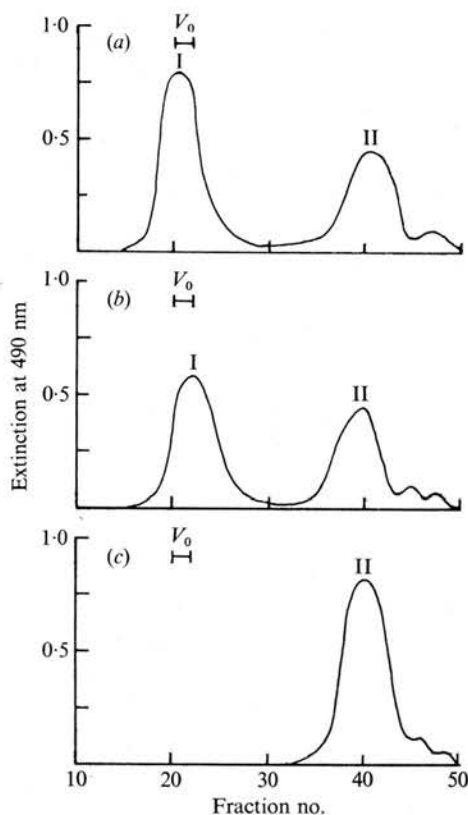 V₀
(a)
I
II
1·0
0·5
V₀
(b)
I
II
1·0
0·5
V₀
(c)
II
1·0
0·5
10 20 30 40 50
Fraction no.
Extinction at 490 nm